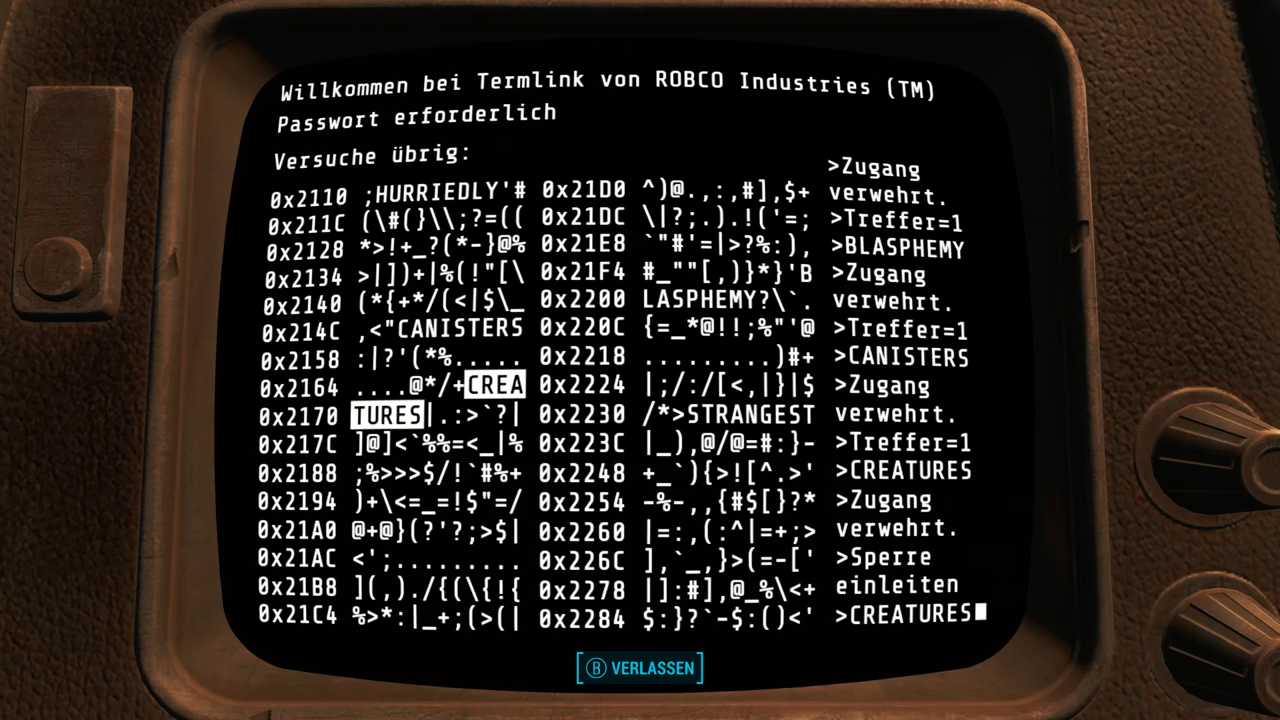 Willkommen bei Termlink von ROBCO Industries (TM)
Passwort erforderlich
Versuche übrig:
0x2110 ;HURRIEDLY'# 0x21D0 ^)@.,:,#],$+
0x211C (\#(}\\;?=(( 0x21DC \|?;.).!('=;
0x2128 *>!+_?(*-}@% 0x21E8 `"#'=|>?%:),
0x2134 >|])+|%(!"[\ 0x21F4 #_""[,)}*}'B
0x2140 (*{+*/(<|$\_ 0x2200 LASPHEMY?\`.
0x214C ,<"CANISTERS 0x220C {=_*@!!;%"'@
0x2158 :|?'(*%..... 0x2218 .........)#+
0x2164 ....@*/+CREA 0x2224 |;/:/[<,|}|$
0x2170 TURES|.:>`?| 0x2230 /*>STRANGEST
0x217C ]@]<`%%=<_|% 0x223C |_),@/@=#:}-
0x2188 ;%>>>$/!`#%+ 0x2248 +_`){>![^.>'
0x2194 )+\<=_=!$"=/ 0x2254 -%-,,{#$[}?*
0x21A0 @+@}(?'?;>$| 0x2260 |=:,(:^|=+;>
0x21AC <';......... 0x226C ],`_,}>(=-['
0x21B8 ](,)./{(\{!{ 0x2278 |]:#],@_%\<+
0x21C4 %>*:|_+;(>(| 0x2284 $:}?`-$:()<'
>Zugang
verwehrt.
>Treffer=1
>BLASPHEMY
>Zugang
verwehrt.
>Treffer=1
>CANISTERS
>Zugang
verwehrt.
>Treffer=1
>CREATURES
>Zugang
verwehrt.
>Sperre
einleiten
>CREATURES
Ⓑ VERLASSEN